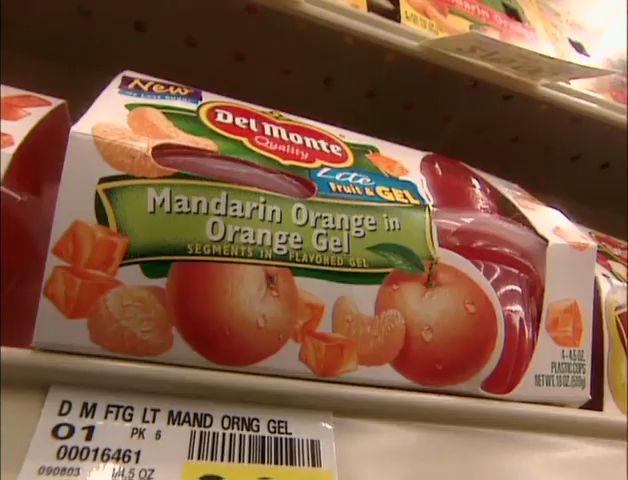 New
Del Monte
Quality
Lite
Fruit & GEL
Mandarin Orange in
Orange Gel
SEGMENTS IN FLAVORED GEL
4-4.5 OZ.
PLASTIC CUPS
NET WT. 18 OZ. (510g)
D M FTG LT MAND ORNG GEL
01 PK 6
00016461
090803 1/4.5 OZ